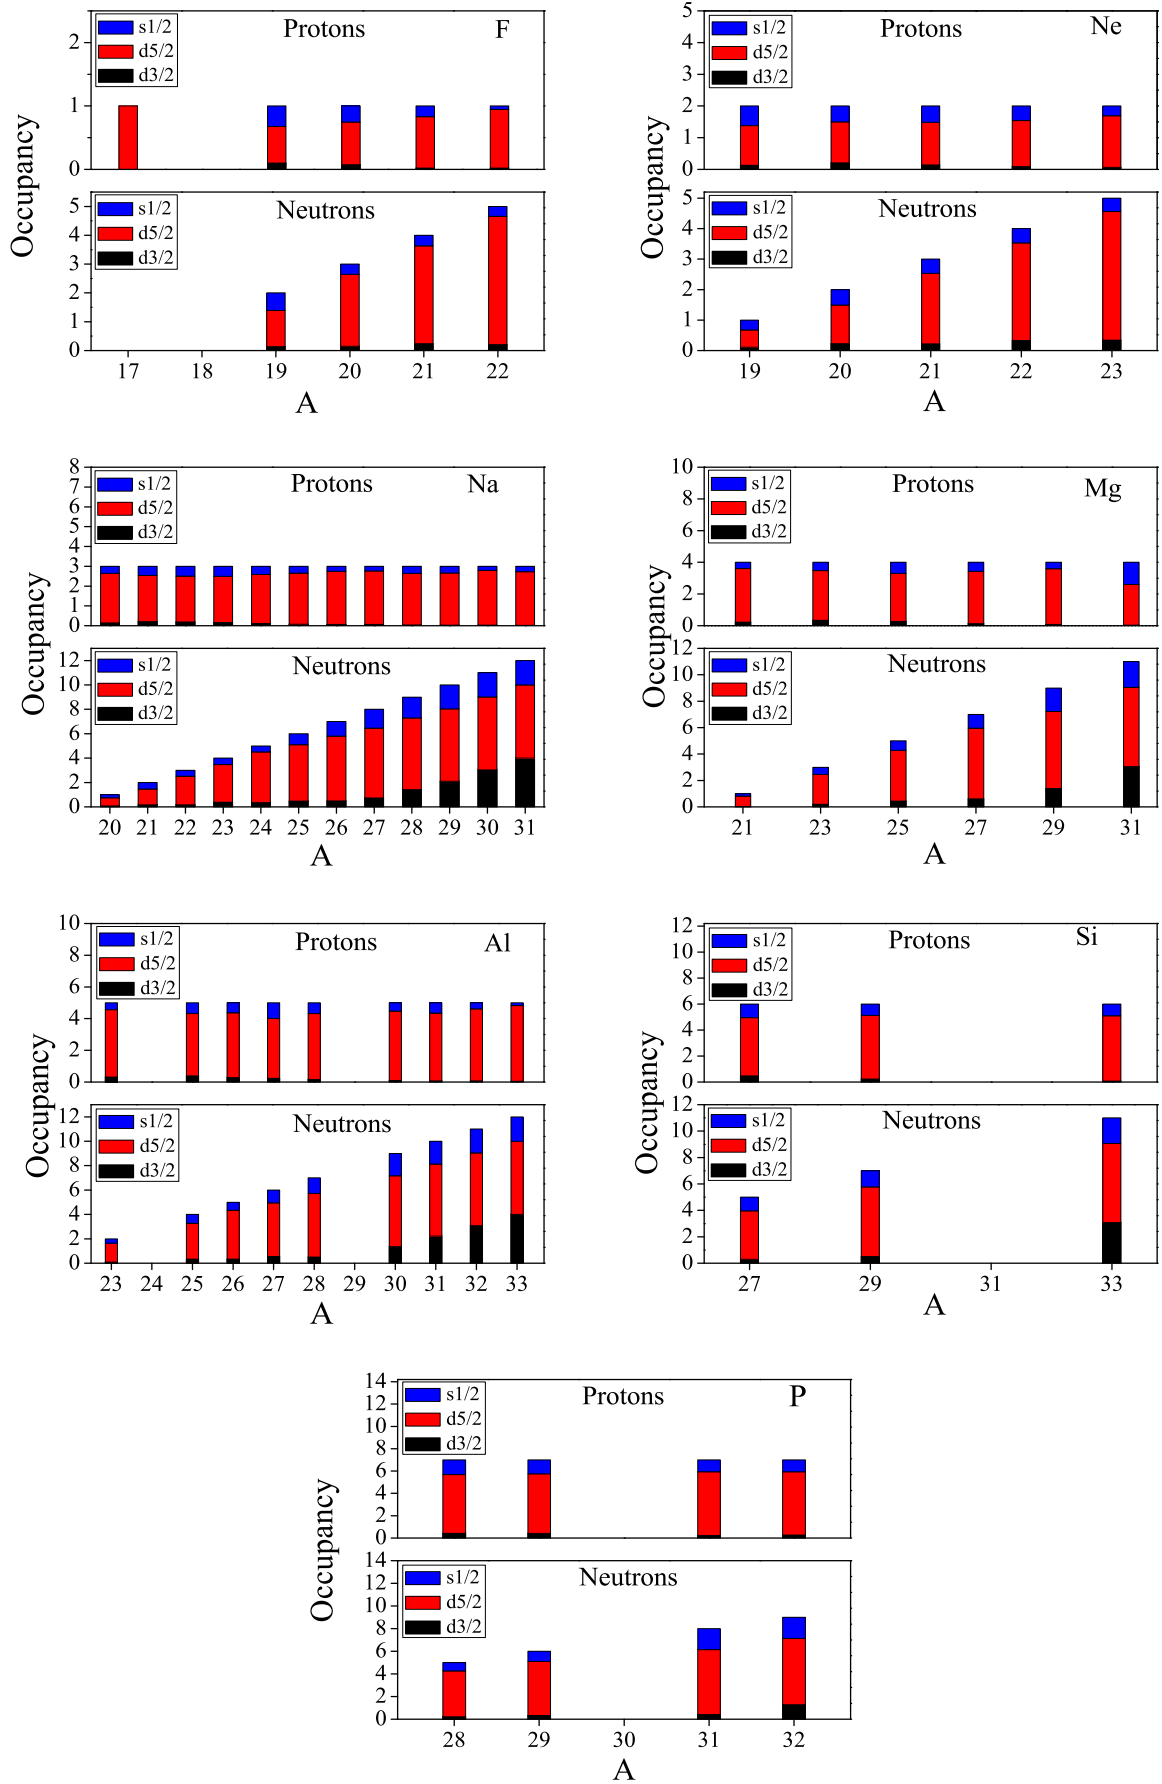 Occupancy
s1/2
d5/2
d3/2
Protons
F
2
1
0
s1/2
d5/2
d3/2
Neutrons
5
4
3
2
1
0
17 18 19 20 21 22
A
Occupancy
s1/2
d5/2
d3/2
Protons
Ne
5
4
3
2
1
0
s1/2
d5/2
d3/2
Neutrons
5
4
3
2
1
0
19 20 21 22 23
A
Occupancy
s1/2
d5/2
d3/2
Protons
Na
8
7
6
5
4
3
2
1
0
s1/2
d5/2
d3/2
Neutrons
12
10
8
6
4
2
0
20 21 22 23 24 25 26 27 28 29 30 31
A
Occupancy
s1/2
d5/2
d3/2
Protons
Mg
10
8
6
4
2
0
s1/2
d5/2
d3/2
Neutrons
12
10
8
6
4
2
0
21 23 25 27 29 31
A
Occupancy
s1/2
d5/2
d3/2
Protons
Al
10
8
6
4
2
0
s1/2
d5/2
d3/2
Neutrons
12
10
8
6
4
2
0
23 24 25 26 27 28 29 30 31 32 33
A
Occupancy
s1/2
d5/2
d3/2
Protons
Si
12
10
8
6
4
2
0
s1/2
d5/2
d3/2
Neutrons
12
10
8
6
4
2
0
27 29 31 33
A
Occupancy
s1/2
d5/2
d3/2
Protons
P
14
12
10
8
6
4
2
0
s1/2
d5/2
d3/2
Neutrons
14
12
10
8
6
4
2
0
28 29 30 31 32
A